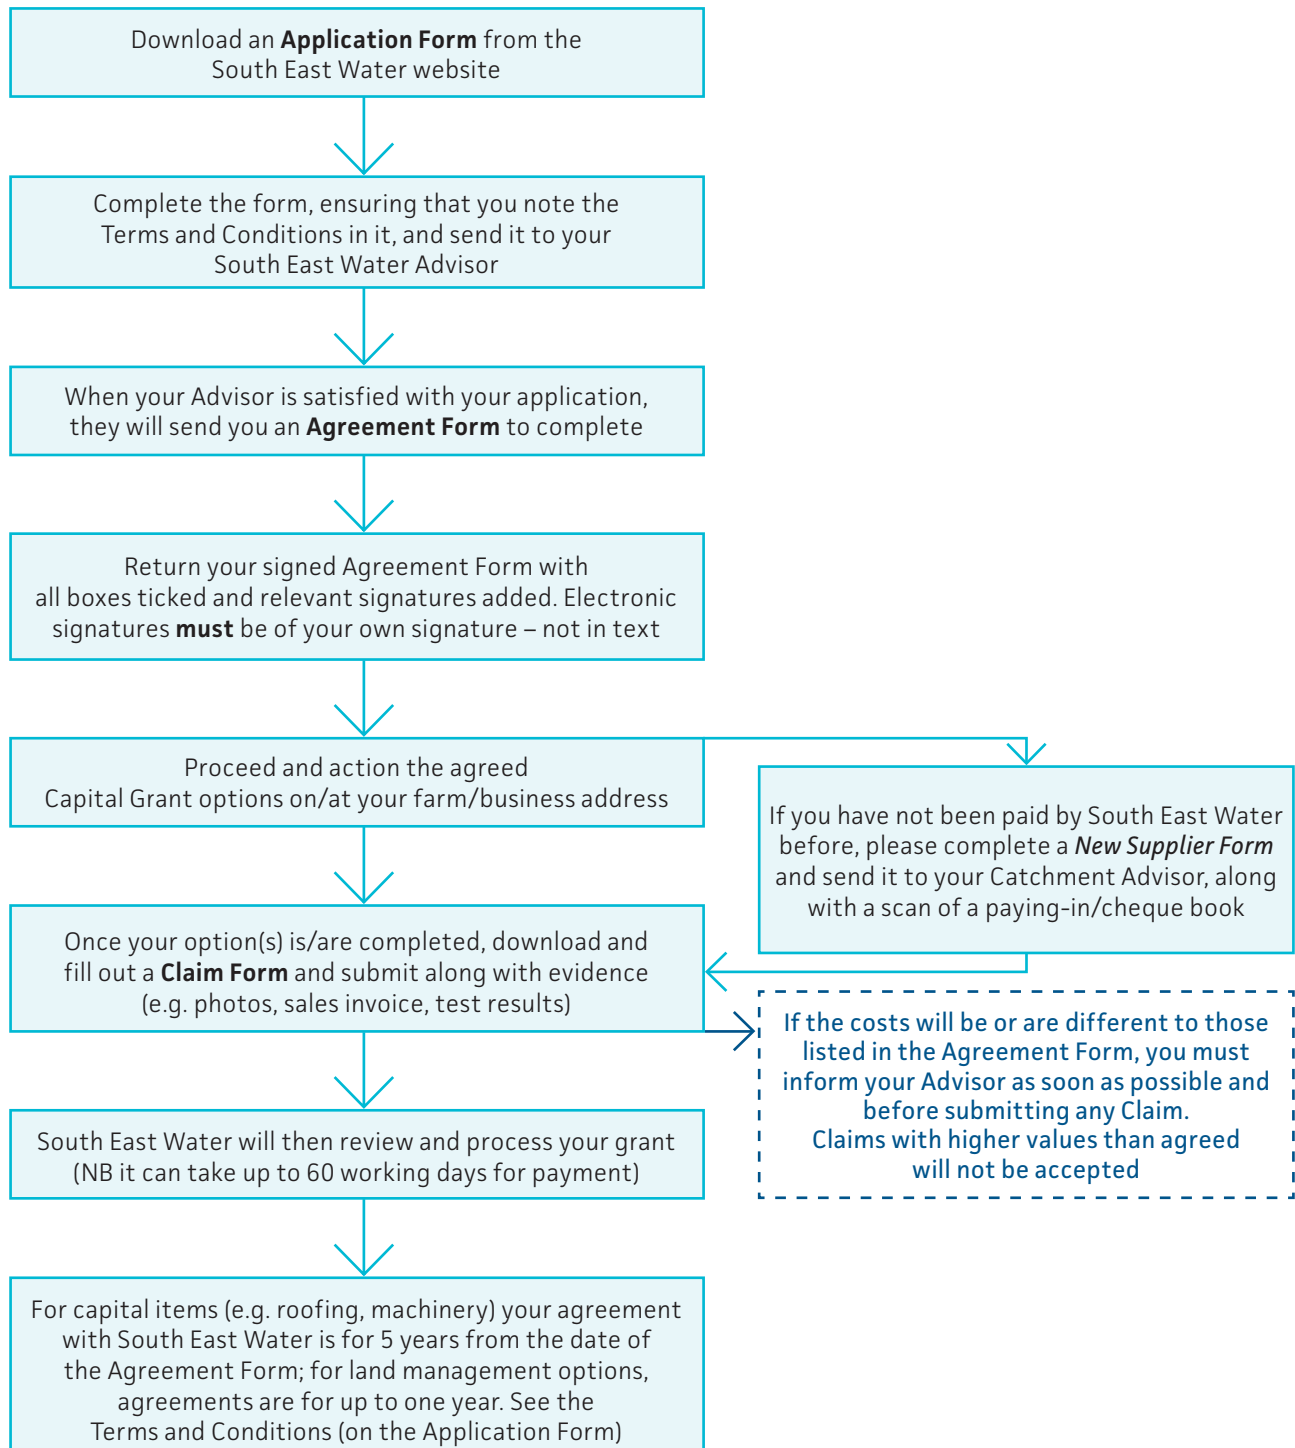 Download an Application Form from the
South East Water website
Complete the form, ensuring that you note the
Terms and Conditions in it, and send it to your
South East Water Advisor
When your Advisor is satisfied with your application,
they will send you an Agreement Form to complete
Return your signed Agreement Form with
all boxes ticked and relevant signatures added. Electronic
signatures must be of your own signature – not in text
Proceed and action the agreed
Capital Grant options on/at your farm/business address
If you have not been paid by South East Water
before, please complete a New Supplier Form
and send it to your Catchment Advisor, along
with a scan of a paying-in/cheque book
Once your option(s) is/are completed, download and
fill out a Claim Form and submit along with evidence
(e.g. photos, sales invoice, test results)
If the costs will be or are different to those
listed in the Agreement Form, you must
inform your Advisor as soon as possible and
before submitting any Claim.
Claims with higher values than agreed
will not be accepted
South East Water will then review and process your grant
(NB it can take up to 60 working days for payment)
For capital items (e.g. roofing, machinery) your agreement
with South East Water is for 5 years from the date of
the Agreement Form; for land management options,
agreements are for up to one year. See the
Terms and Conditions (on the Application Form)